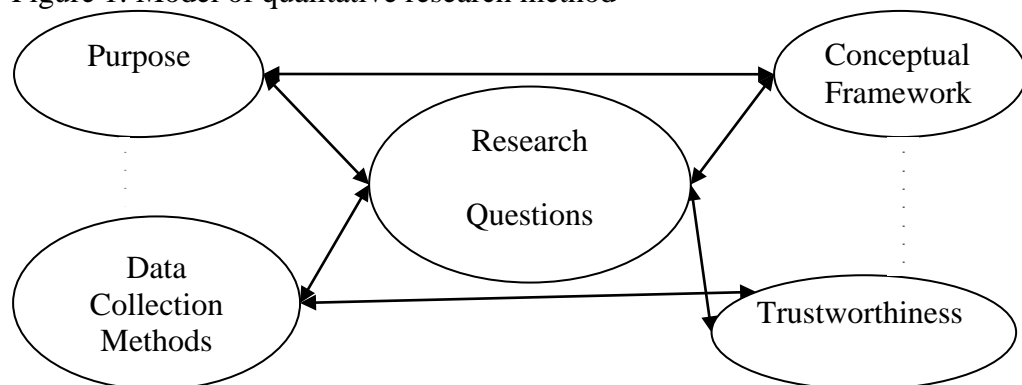 Figure 1. Model of qualitative research method
Purpose
Conceptual
Framework
Research
Questions
Data
Collection
Methods
Trustworthiness